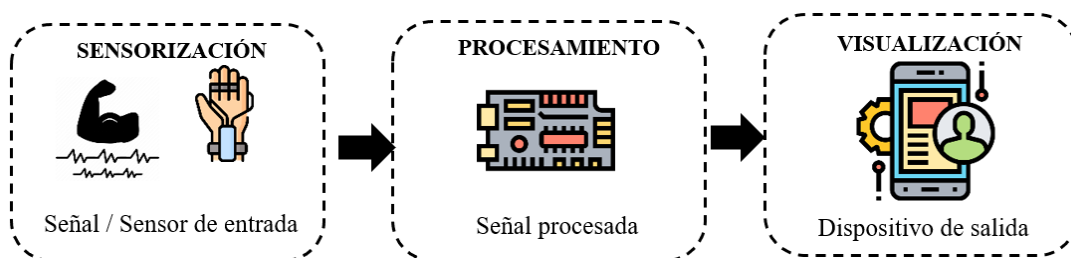 SENSORIZACIÓN
Señal / Sensor de entrada
PROCESAMIENTO
Señal procesada
VISUALIZACIÓN
Dispositivo de salida